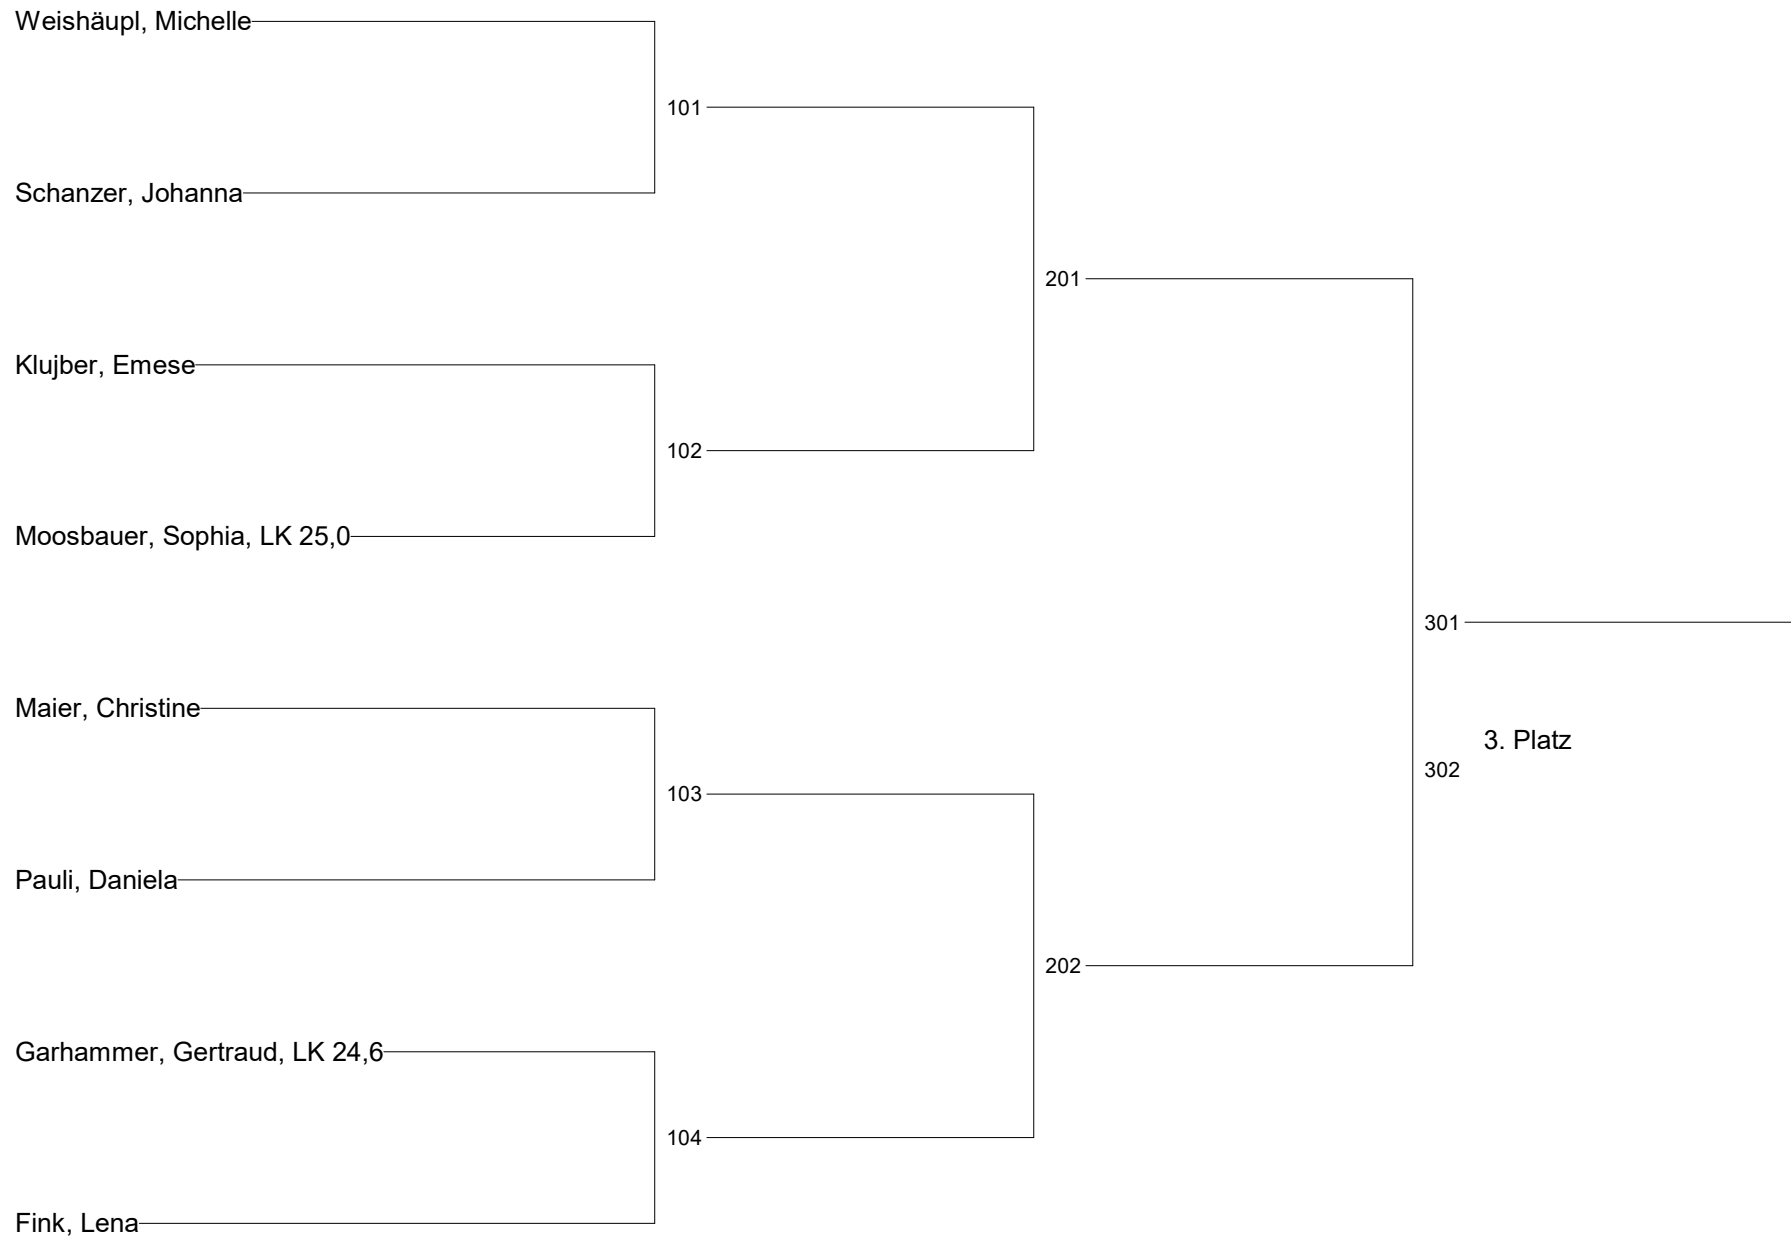 Weishäupl, Michelle
101
Schanzer, Johanna
201
Klujber, Emese
102
Moosbauer, Sophia, LK 25,0
301
Maier, Christine
3. Platz
302
103
Pauli, Daniela
202
Garhammer, Gertraud, LK 24,6
104
Fink, Lena